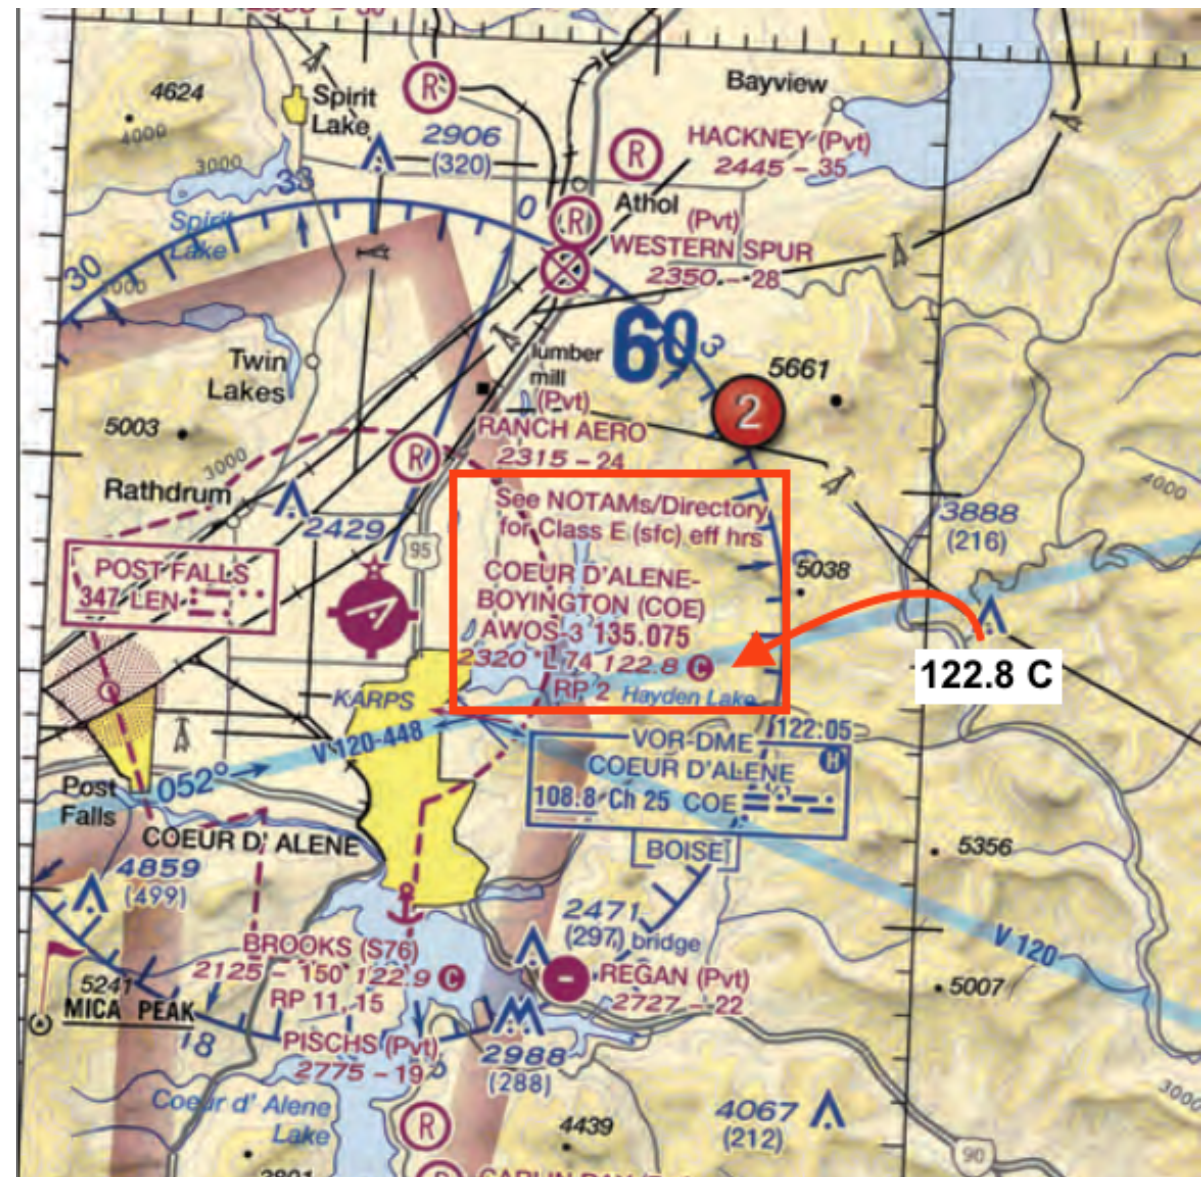 4624
4000
Spirit
Lake
3000
2906
(320)
Bayview
R
HACKNEY (Pvt)
2445 - 35
R
33
Spirit
Lake
0
R
Athol
(Pvt)
WESTERN SPUR
2350 - 28
30
60
3
Twin
Lakes
lumber
mill
(Pvt)
5661
2
5003
RANCH AERO
2315 - 24
R
3000
Rathdrum
2429
95
See NOTAMs/Directory
for Class E (sfc) eff hrs
COEUR D'ALENE-
BOYINGTON (COE)
AWOS-3 135.075
2320 *L 74 122.8 C
RP 2
Hayden Lake
4000
3888
(216)
5038
POST FALLS
347 LEN
122.8 C
KARPS
V 120-448
052°
Post
Falls
122.05
VOR-DME
COEUR D'ALENE
H
108.8 Ch 25 COE
BOISE
COEUR D' ALENE
4859
(499)
5356
2471
(297)
bridge
V 120
BROOKS (S76)
2125 - 150 122.9 C
RP 11, 15
REGAN (Pvt)
2727 - 22
5007
5241
MICA PEAK
18
PISCHS (Pvt)
2775 - 19
2988
(288)
3000
Coeur d' Alene
Lake
R
4439
4067
(212)
90
3801